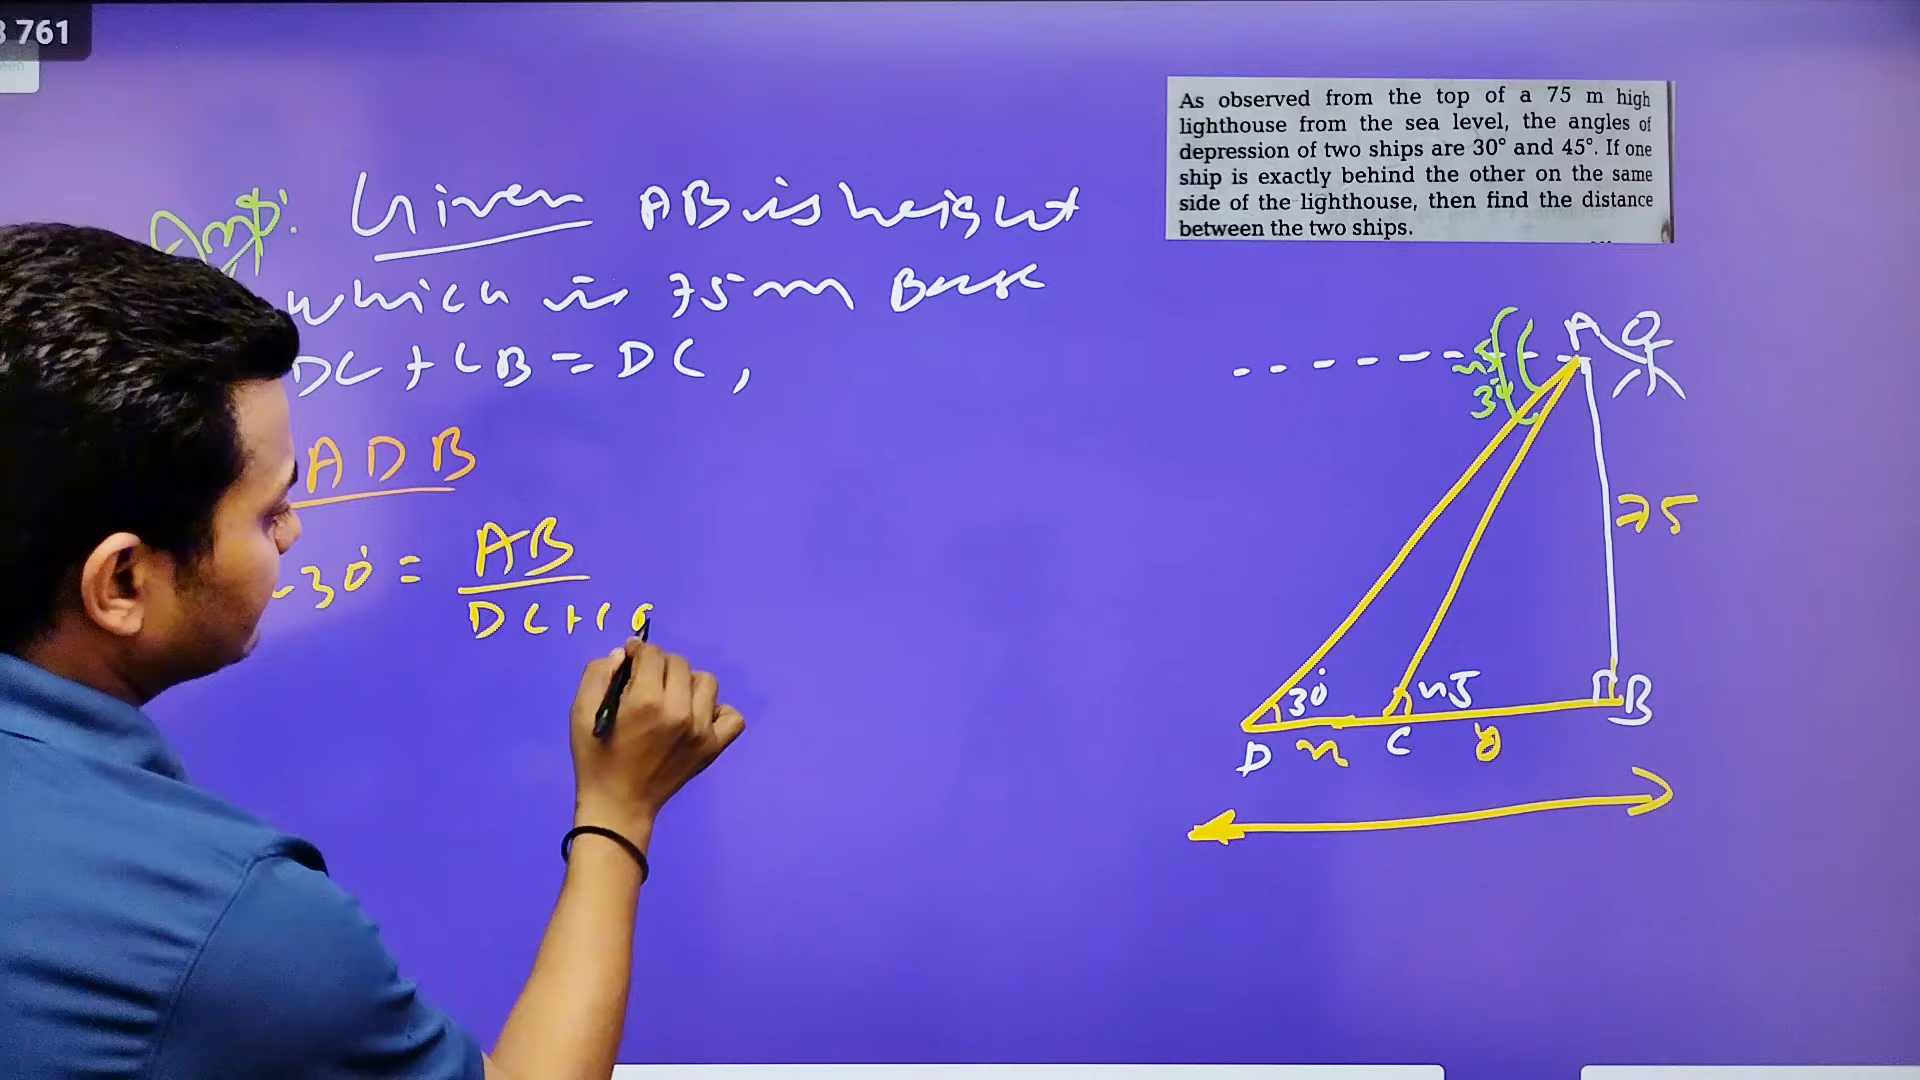 761
As observed from the top of a 75 m high
lighthouse from the sea level, the angles of
depression of two ships are 30° and 45°. If one
ship is exactly behind the other on the same
side of the lighthouse, then find the distance
between the two ships.
Given AB is height
which is 75m Base
DC + CB = DC,
ADB
30° = AB
DC+C
A
75
30°
45
B
D
x
C
y